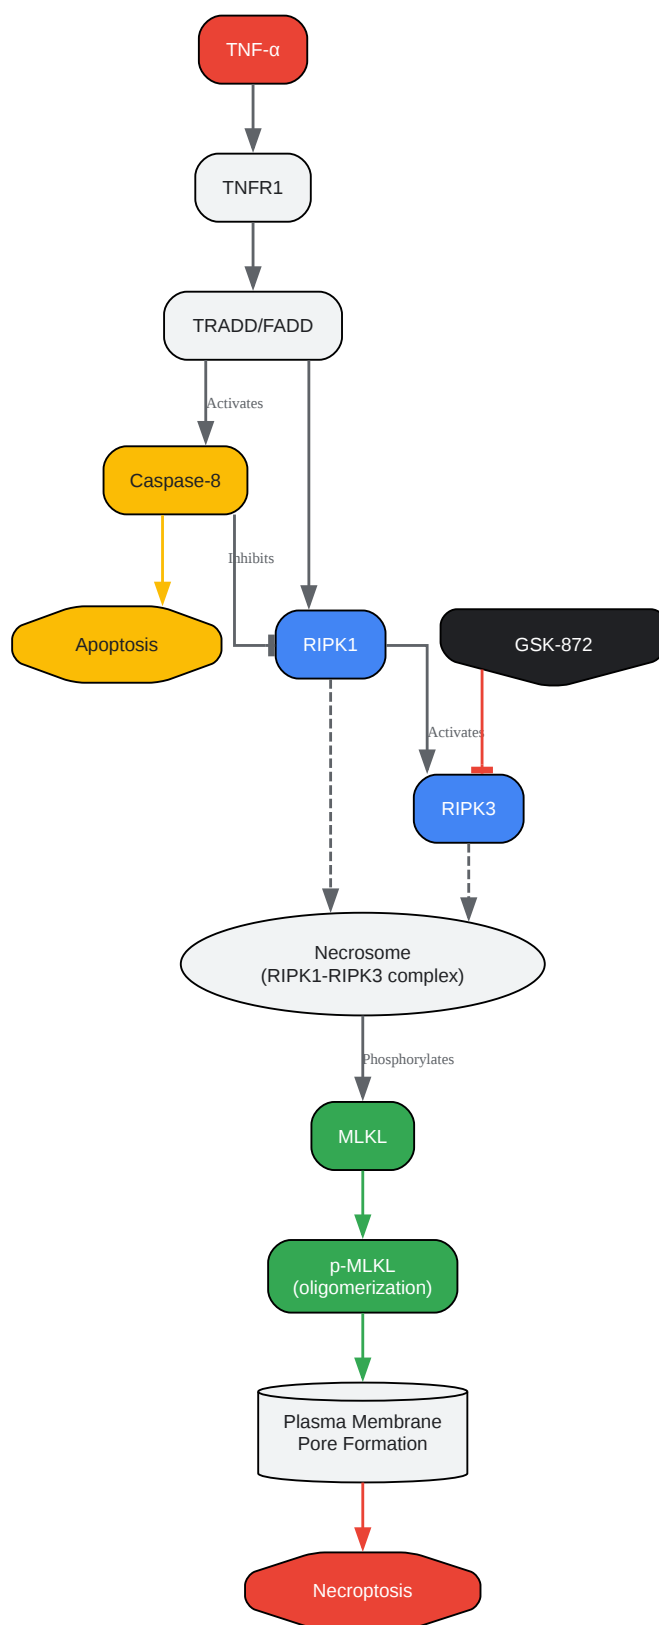 TNF-α
TNFR1
TRADD/FADD
Activates
Caspase-8
Inhibits
Apoptosis
RIPK1
GSK-872
Activates
RIPK3
Necrosome
(RIPK1-RIPK3 complex)
Phosphorylates
MLKL
p-MLKL
(oligomerization)
Plasma Membrane
Pore Formation
Necroptosis